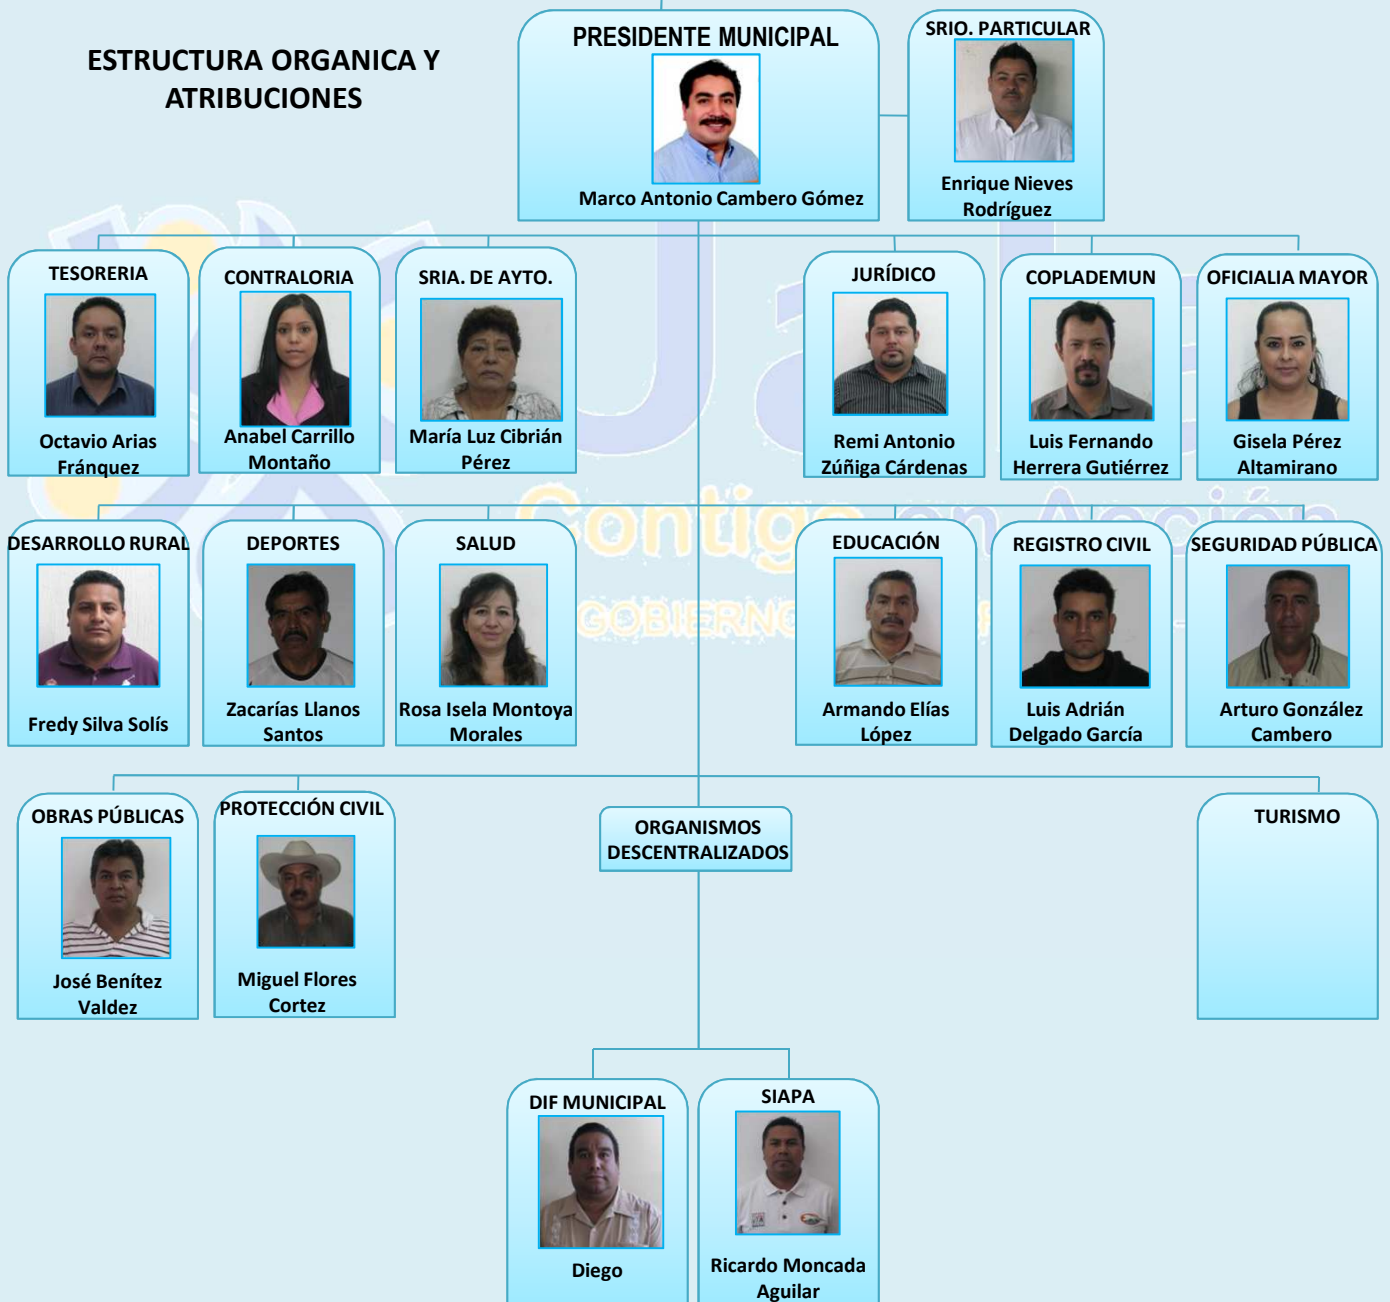 ESTRUCTURA ORGANICA Y
ATRIBUCIONES
PRESIDENTE MUNICIPAL
Marco Antonio Cambero Gómez
SRIO. PARTICULAR
Enrique Nieves
Rodríguez
TESORERIA
Octavio Arias
Fránquez
CONTRALORIA
Anabel Carrillo
Montaño
SRIA. DE AYTO.
María Luz Cibrián
Pérez
JURÍDICO
Remi Antonio
Zúñiga Cárdenas
COPLADEMUN
Luis Fernando
Herrera Gutiérrez
OFICIALIA MAYOR
Gisela Pérez
Altamirano
Contigo en Acción
GOBIERNO
DESARROLLO RURAL
Fredy Silva Solís
DEPORTES
Zacarías Llanos
Santos
SALUD
Rosa Isela Montoya
Morales
EDUCACIÓN
Armando Elías
López
REGISTRO CIVIL
Luis Adrián
Delgado García
SEGURIDAD PÚBLICA
Arturo González
Cambero
OBRAS PÚBLICAS
José Benítez
Valdez
PROTECCIÓN CIVIL
Miguel Flores
Cortez
ORGANISMOS
DESCENTRALIZADOS
TURISMO
DIF MUNICIPAL
Diego
SIAPA
Ricardo Moncada
Aguilar